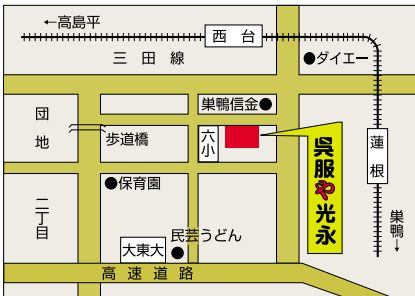 ←高島平
西台
三田線
ダイエー
巣鴨信金
団地
歩道橋
六小
呉服や光永
蓮根
保育園
巣鴨→
二丁目
民芸うどん
大東大
高速道路